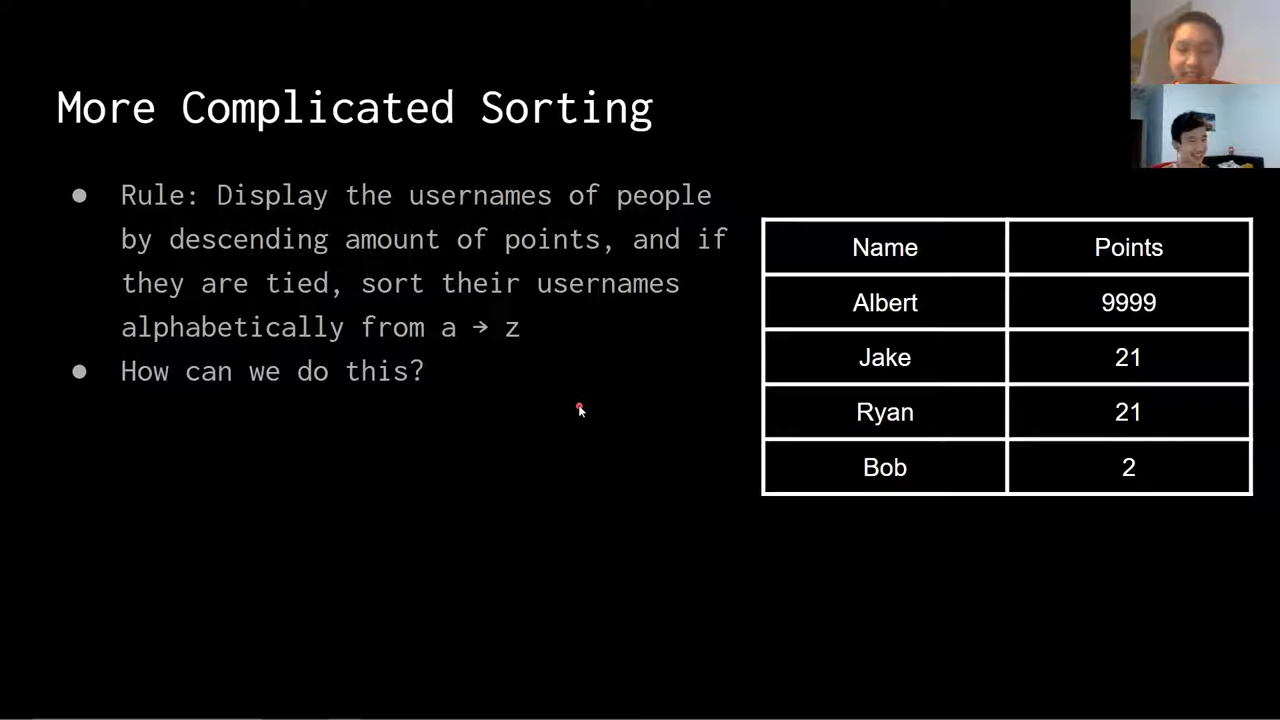 More Complicated Sorting
● Rule: Display the usernames of people
by descending amount of points, and if
they are tied, sort their usernames
alphabetically from a → z
● How can we do this?
Name Points
Albert 9999
Jake 21
Ryan 21
Bob 2